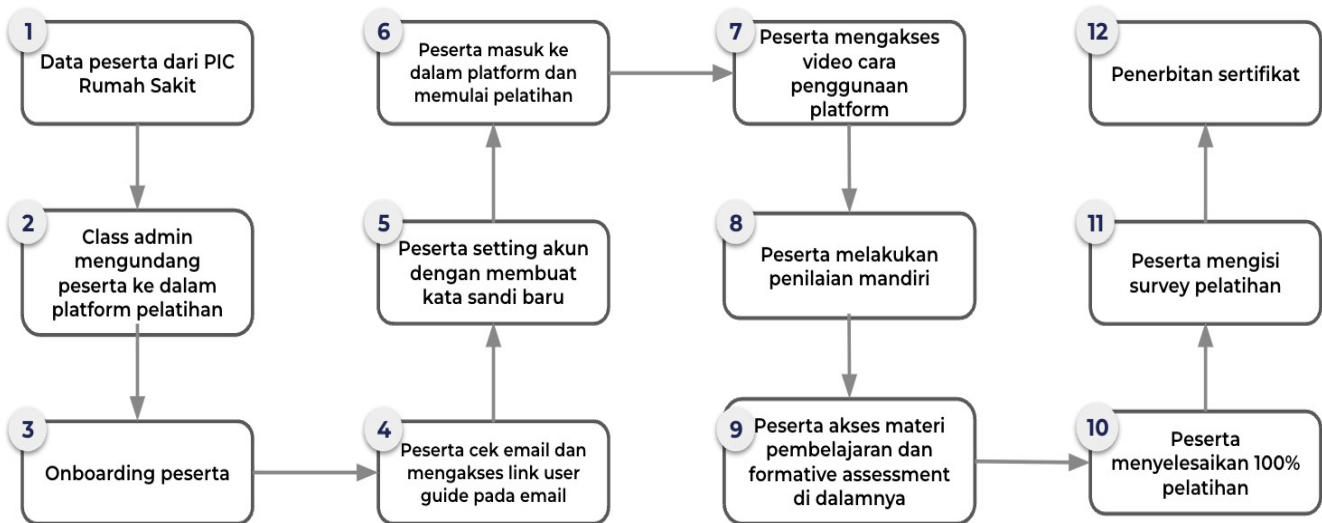 1
Data peserta dari PIC
Rumah Sakit
2
Class admin
mengundang
peserta ke dalam
platform pelatihan
3
Onboarding peserta
4
Peserta cek email dan
mengakses link user
guide pada email
5
Peserta setting akun
dengan membuat
kata sandi baru
6
Peserta masuk ke
dalam platform dan
memulai pelatihan
7
Peserta mengakses
video cara
penggunaan
platform
8
Peserta melakukan
penilaian mandiri
9
Peserta akses materi
pembelajaran dan
formative assessment
di dalamnya
10
Peserta
menyelesaikan 100%
pelatihan
11
Peserta mengisi
survey pelatihan
12
Penerbitan sertifikat